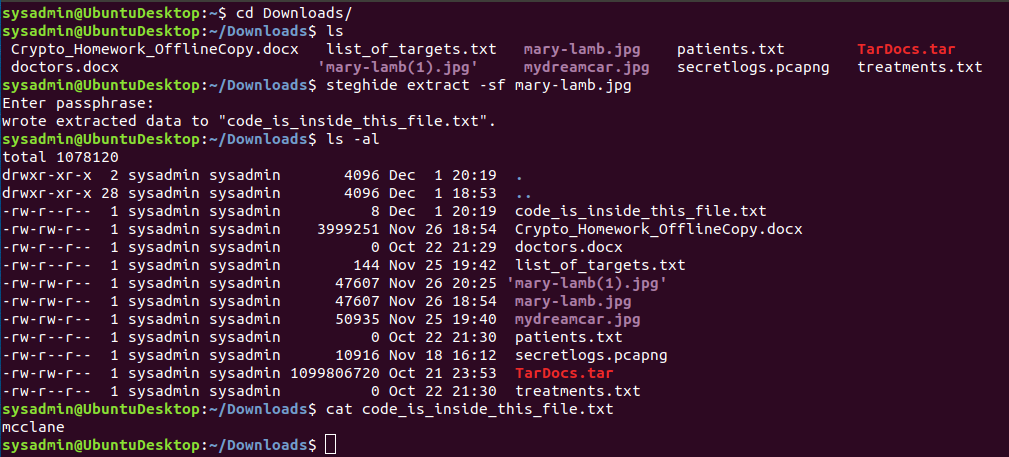 sysadmin@UbuntuDesktop:~$ cd Downloads/
sysadmin@UbuntuDesktop:~/Downloads$ ls
Crypto_Homework_OfflineCopy.docx list_of_targets.txt mary-lamb.jpg patients.txt TarDocs.tar
doctors.docx 'mary-lamb(1).jpg' mydreamcar.jpg secretlogs.pcapng treatments.txt
sysadmin@UbuntuDesktop:~/Downloads$ steghide extract -sf mary-lamb.jpg
Enter passphrase:
wrote extracted data to "code_is_inside_this_file.txt".
sysadmin@UbuntuDesktop:~/Downloads$ ls -al
total 1078120
drwxr-xr-x 2 sysadmin sysadmin 4096 Dec 1 20:19 .
drwxr-xr-x 28 sysadmin sysadmin 4096 Dec 1 18:53 ..
-rw-r--r-- 1 sysadmin sysadmin 8 Dec 1 20:19 code_is_inside_this_file.txt
-rw-rw-r-- 1 sysadmin sysadmin 3999251 Nov 26 18:54 Crypto_Homework_OfflineCopy.docx
-rw-r--r-- 1 sysadmin sysadmin 0 Oct 22 21:29 doctors.docx
-rw-r--r-- 1 sysadmin sysadmin 144 Nov 25 19:42 list_of_targets.txt
-rw-rw-r-- 1 sysadmin sysadmin 47607 Nov 26 20:25 'mary-lamb(1).jpg'
-rw-rw-r-- 1 sysadmin sysadmin 47607 Nov 26 18:54 mary-lamb.jpg
-rw-rw-r-- 1 sysadmin sysadmin 50935 Nov 25 19:40 mydreamcar.jpg
-rw-r--r-- 1 sysadmin sysadmin 0 Oct 22 21:30 patients.txt
-rw-rw-r-- 1 sysadmin sysadmin 10916 Nov 18 16:12 secretlogs.pcapng
-rw-rw-r-- 1 sysadmin sysadmin 1099806720 Oct 21 23:53 TarDocs.tar
-rw-r--r-- 1 sysadmin sysadmin 0 Oct 22 21:30 treatments.txt
sysadmin@UbuntuDesktop:~/Downloads$ cat code_is_inside_this_file.txt
mcclane
sysadmin@UbuntuDesktop:~/Downloads$